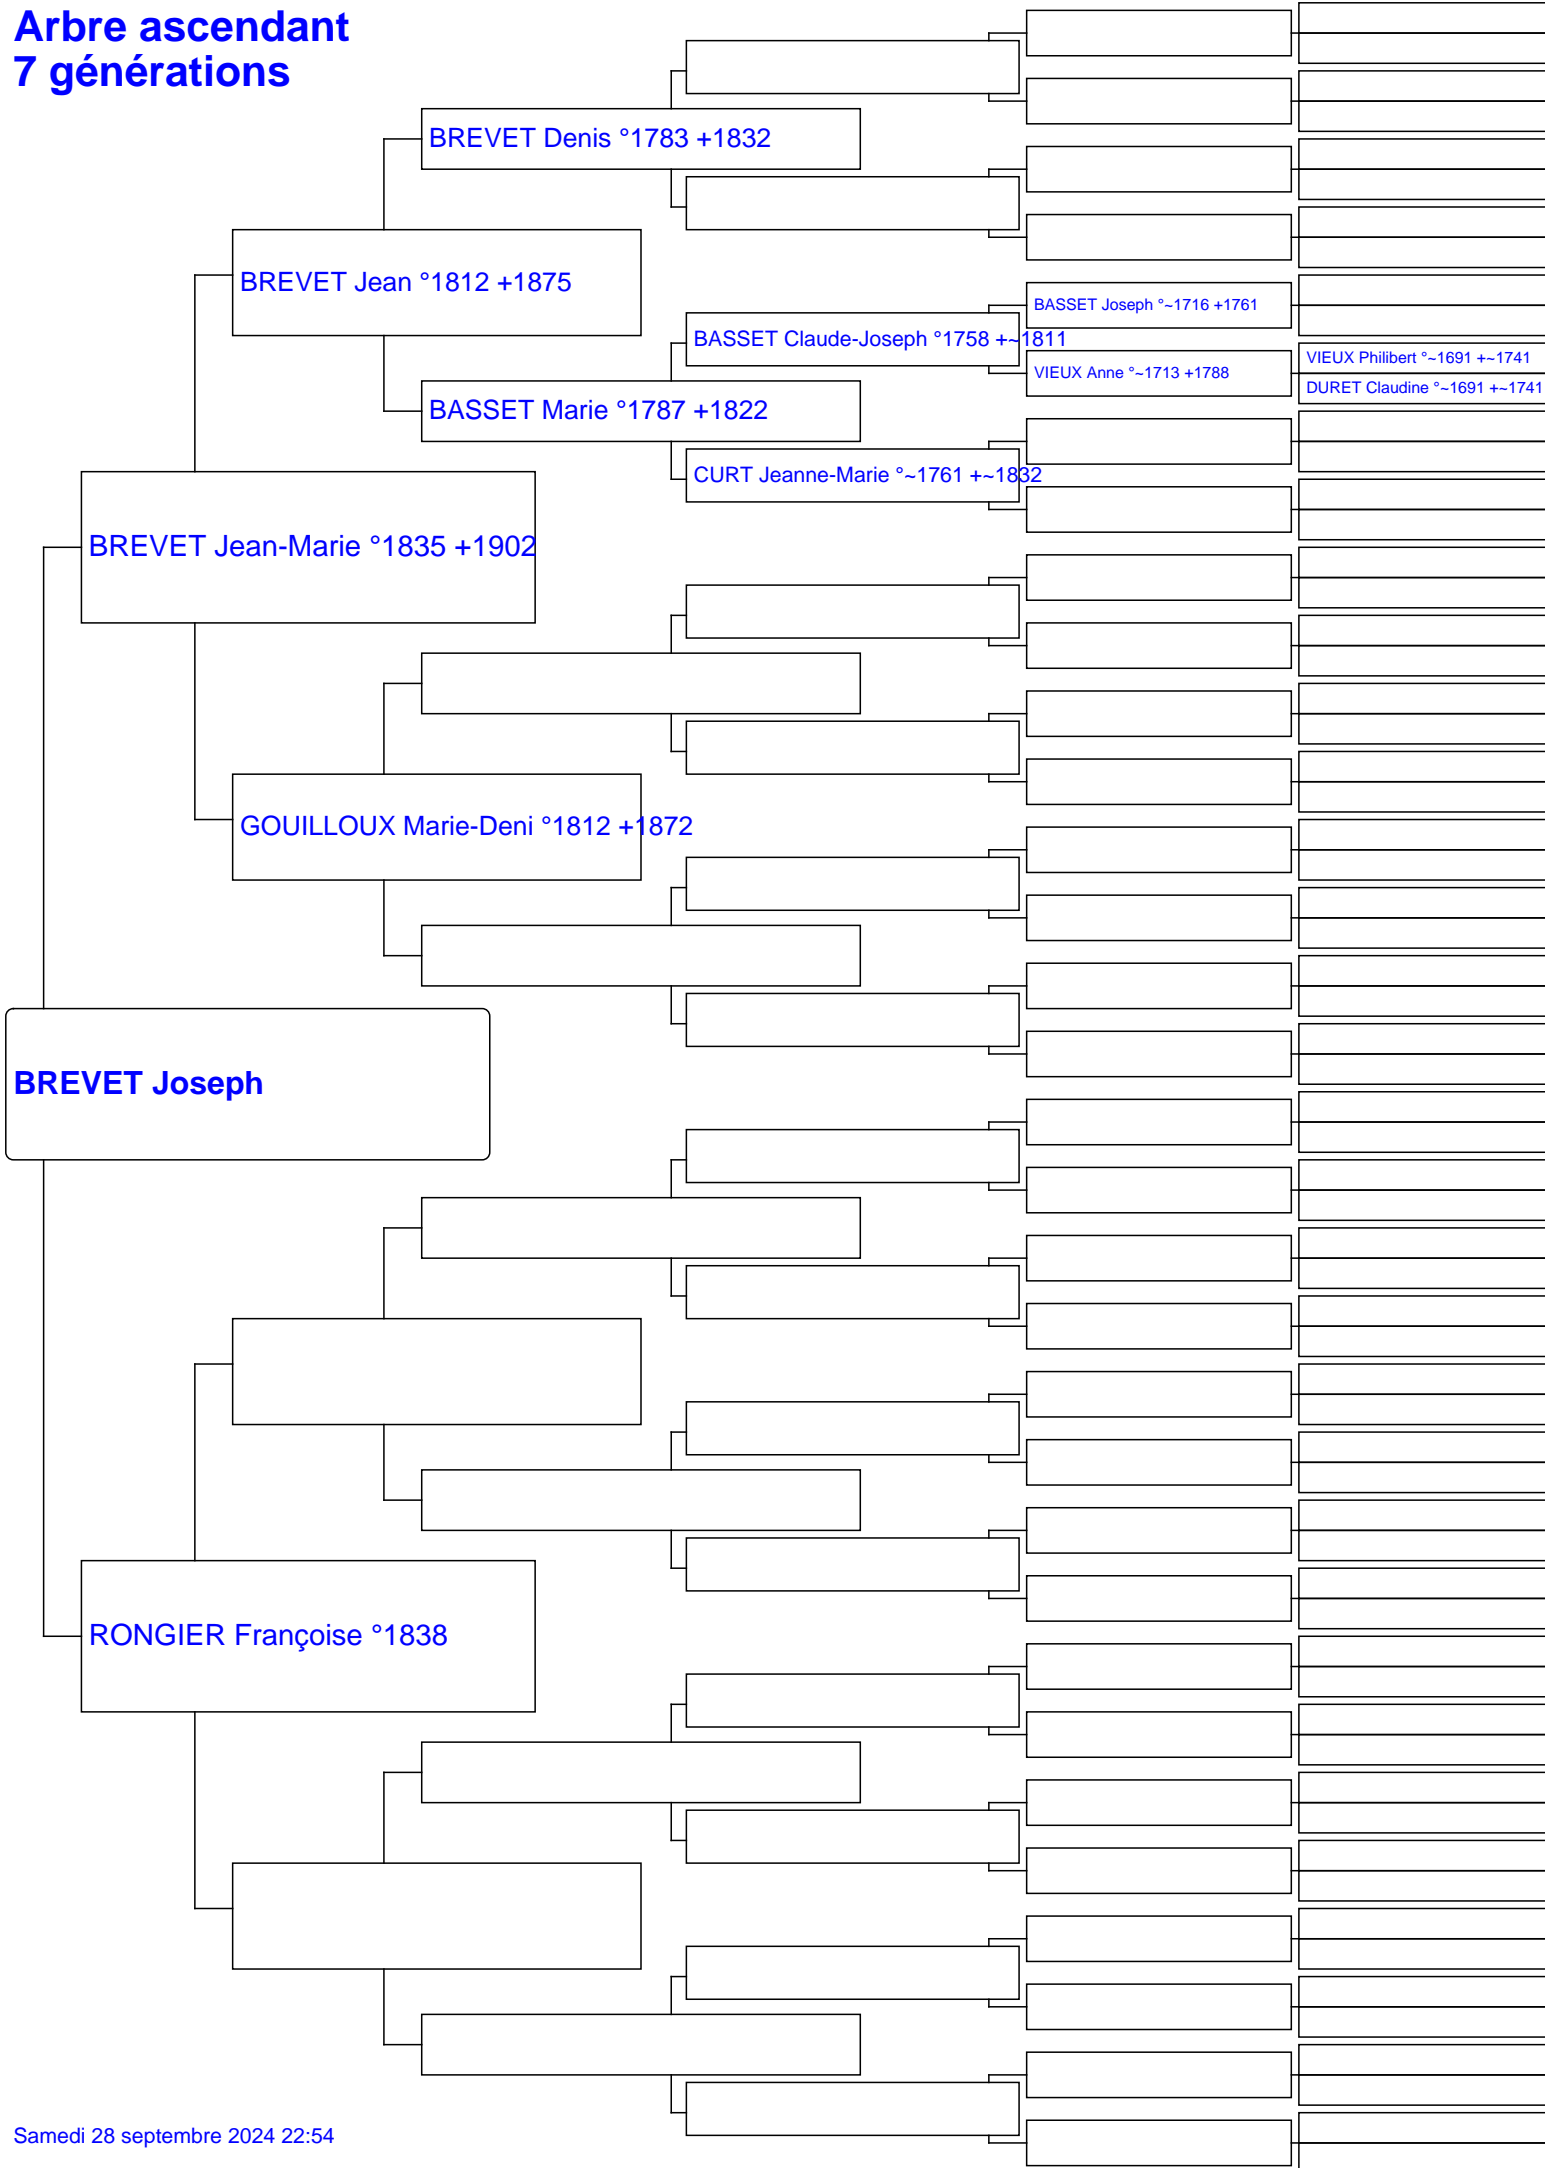 Arbre ascendant
7 générations
BREVET Denis °1783 +1832
BREVET Jean °1812 +1875
BASSET Joseph °~1716 +1761
BASSET Claude-Joseph °1758 +~1811
VIEUX Philibert °~1691 +~1741
VIEUX Anne °~1713 +1788
DURET Claudine °~1691 +~1741
BASSET Marie °1787 +1822
CURT Jeanne-Marie °~1761 +~1832
BREVET Jean-Marie °1835 +1902
GOUILLOUX Marie-Deni °1812 +1872
BREVET Joseph
RONGIER Françoise °1838
Samedi 28 septembre 2024 22:54